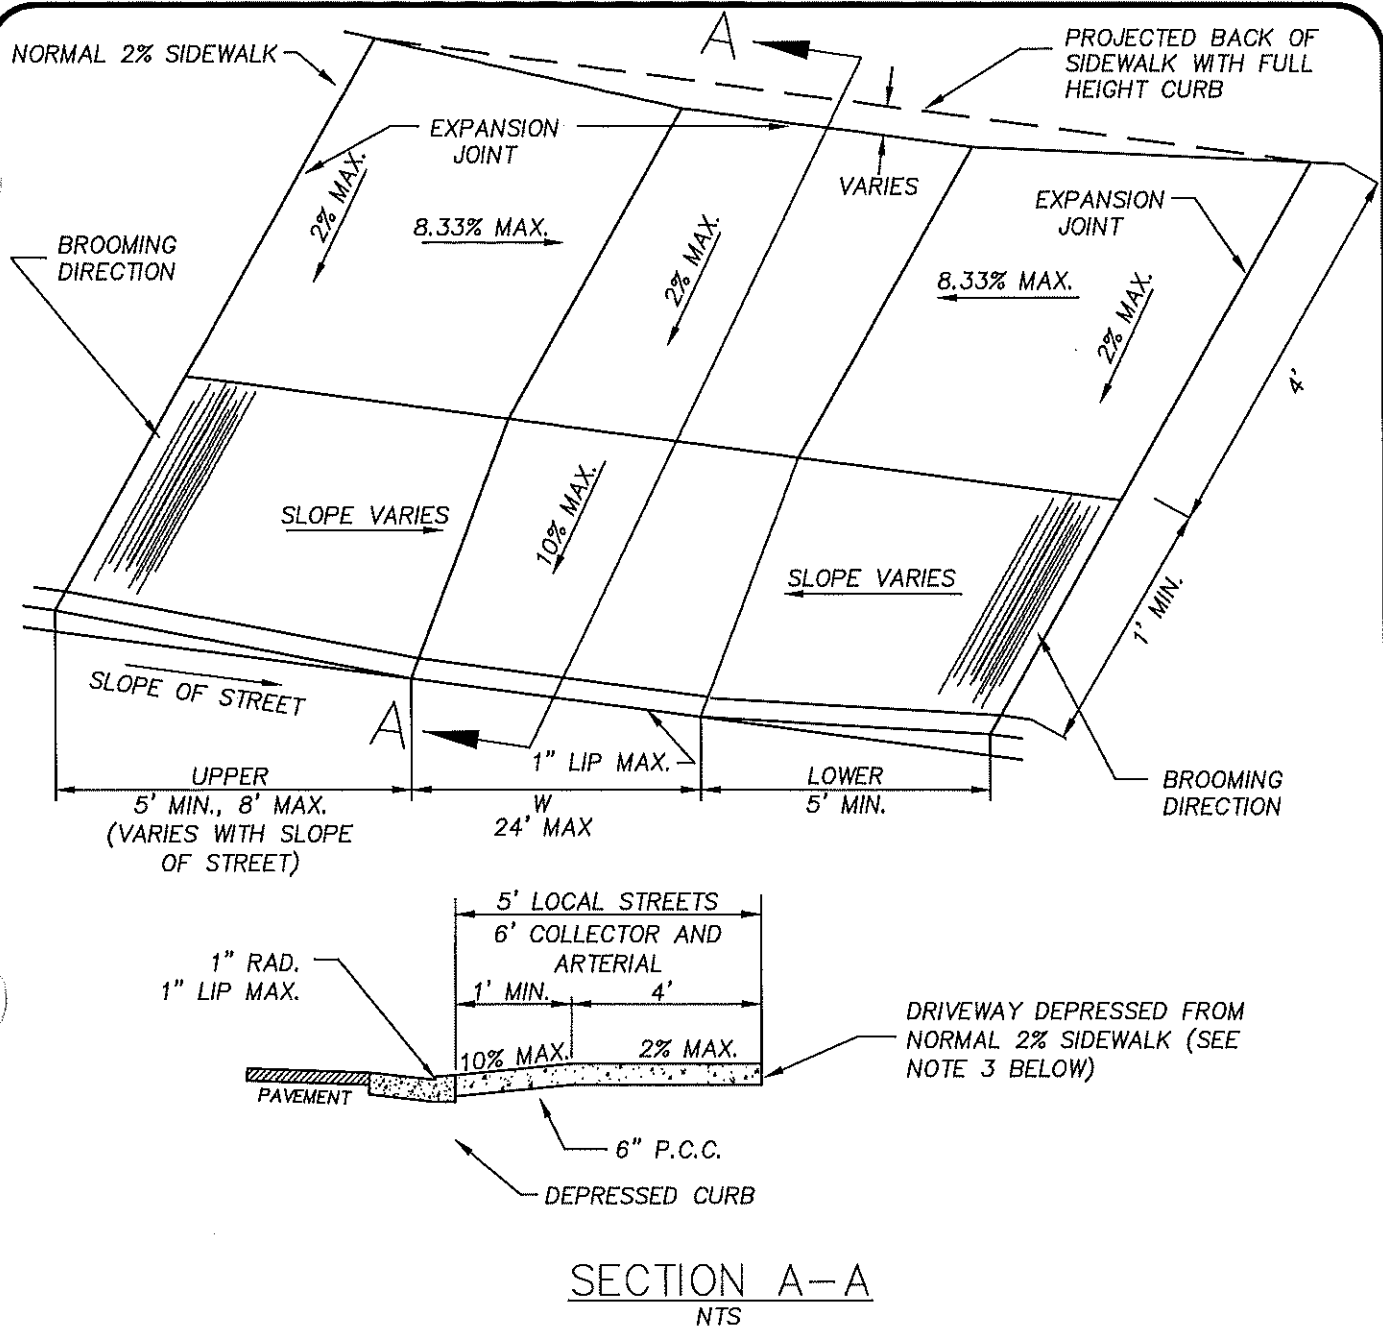 NORMAL 2% SIDEWALK
A
PROJECTED BACK OF
SIDEWALK WITH FULL
HEIGHT CURB
EXPANSION
JOINT
2% MAX.
8.33% MAX.
VARIES
EXPANSION
JOINT
BROOMING
DIRECTION
2% MAX.
8.33% MAX.
2% MAX.
4'
SLOPE VARIES
10% MAX.
SLOPE VARIES
1' MIN.
SLOPE OF STREET
A
1" LIP MAX.
UPPER
5' MIN., 8' MAX.
(VARIES WITH SLOPE
OF STREET)
W
24' MAX
LOWER
5' MIN.
BROOMING
DIRECTION
5' LOCAL STREETS
6' COLLECTOR AND
ARTERIAL
1" RAD.
1" LIP MAX.
1' MIN.
4'
10% MAX.
2% MAX.
DRIVEWAY DEPRESSED FROM
NORMAL 2% SIDEWALK (SEE
NOTE 3 BELOW)
PAVEMENT
6" P.C.C.
DEPRESSED CURB
SECTION A-A
NTS